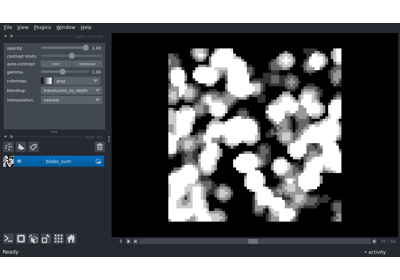 File View Plugins Window Help
opacity: 1.00
contrast limits:
auto-contrast: once continuous
gamma: 1.00
colormap: gray
blending: translucent_no_depth
interpolation: nearest
blobs_sum
Ready
activity